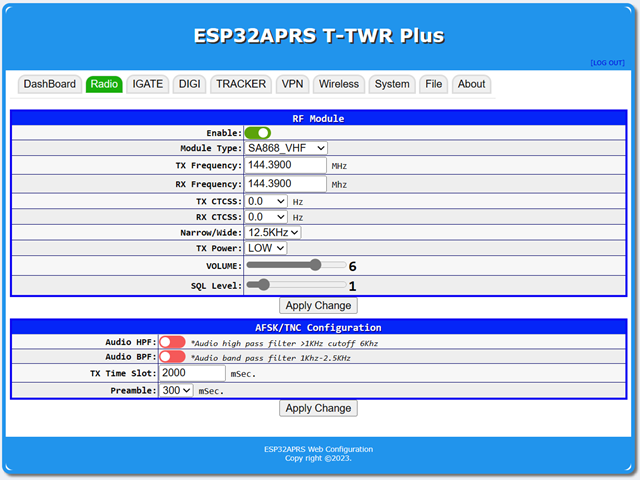 ESP32APRS T-TWR Plus
[LOG OUT]
DashBoard Radio IGATE DIGI TRACKER VPN Wireless System File About
RF Module
Enable:
Module Type: SA868_VHF
TX Frequency: 144.3900 MHz
RX Frequency: 144.3900 Mhz
TX CTCSS: 0.0 Hz
RX CTCSS: 0.0 Hz
Narrow/Wide: 12.5KHz
TX Power: LOW
VOLUME: 6
SQL Level: 1
Apply Change
AFSK/TNC Configuration
Audio HPF: *Audio high pass filter >1KHz cutoff 6Khz
Audio BPF: *Audio band pass filter 1Khz-2.5KHz
TX Time Slot: 2000 mSec.
Preamble: 300 mSec.
Apply Change
ESP32APRS Web Configuration
Copy right ©2023.